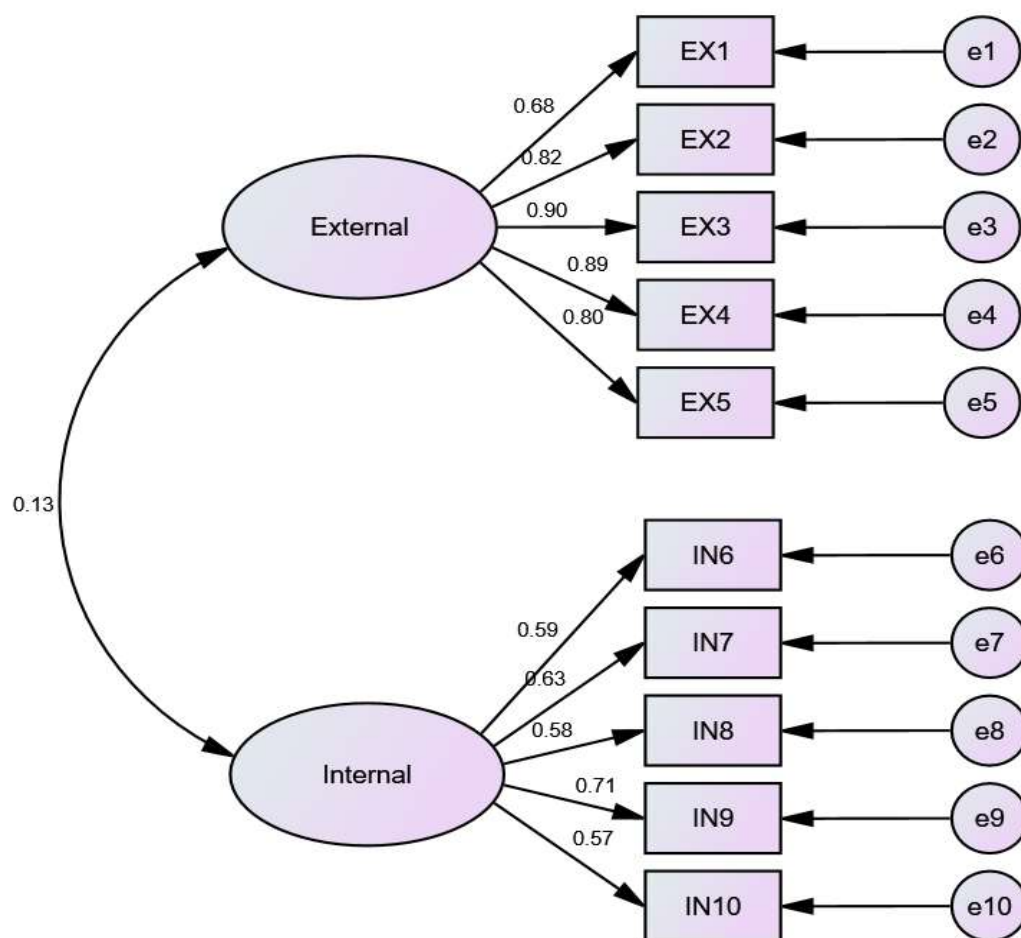 EX1
e1
0.68
EX2
e2
0.82
External
0.90
EX3
e3
0.89
EX4
e4
0.80
EX5
e5
0.13
IN6
e6
0.59
IN7
e7
0.63
IN8
e8
0.58
Internal
0.71
IN9
e9
0.57
IN10
e10